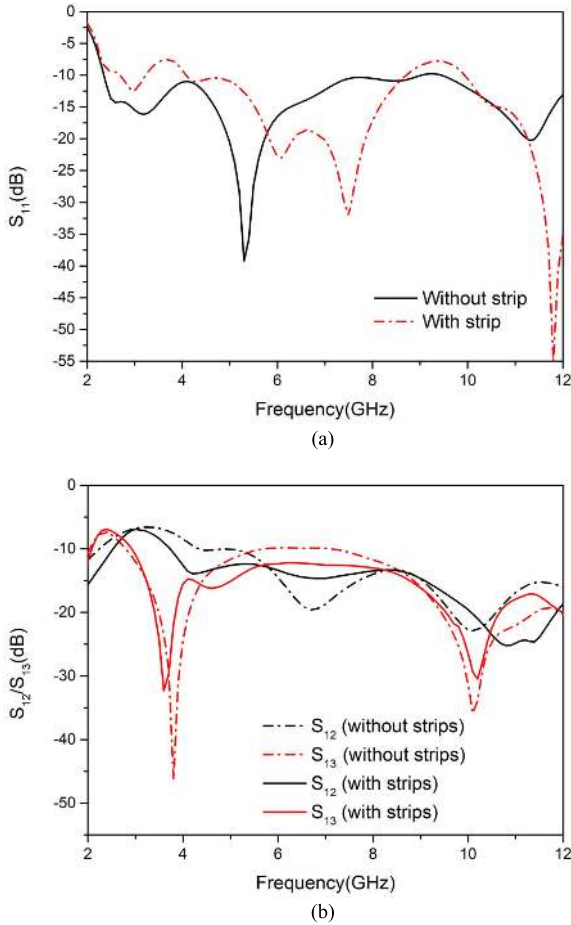 0
-5
-10
-15
-20
-25
-30
-35
-40
-45
-50
-55
S11(dB)
Without strip
With strip
2 4 6 8 10 12
Frequency(GHz)
(a)
0
-10
-20
-30
-40
-50
S12/S13(dB)
S12 (without strips)
S13 (without strips)
S12 (with strips)
S13 (with strips)
2 4 6 8 10 12
Frequency(GHz)
(b)